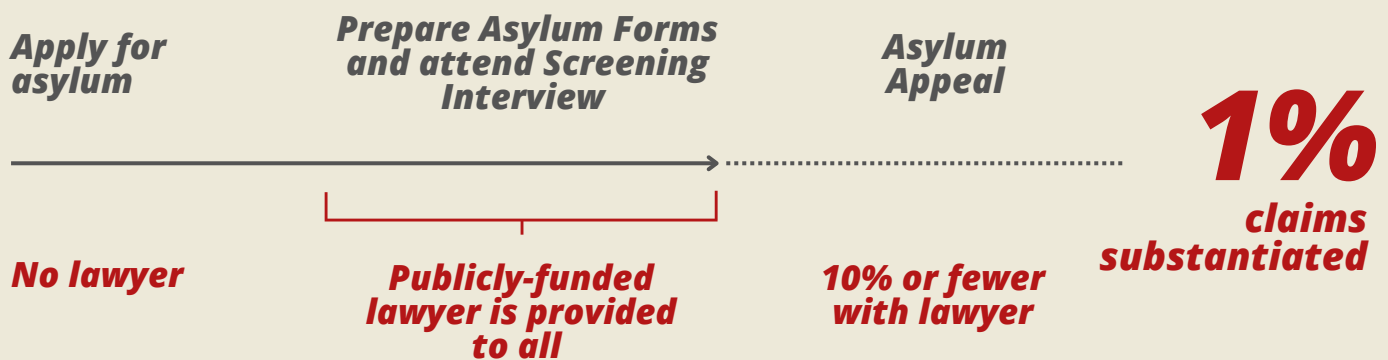 Apply for
asylum
Prepare Asylum Forms
and attend Screening
Interview
Asylum
Appeal
1%
claims
substantiated
No lawyer
Publicly-funded
lawyer is provided
to all
10% or fewer
with lawyer